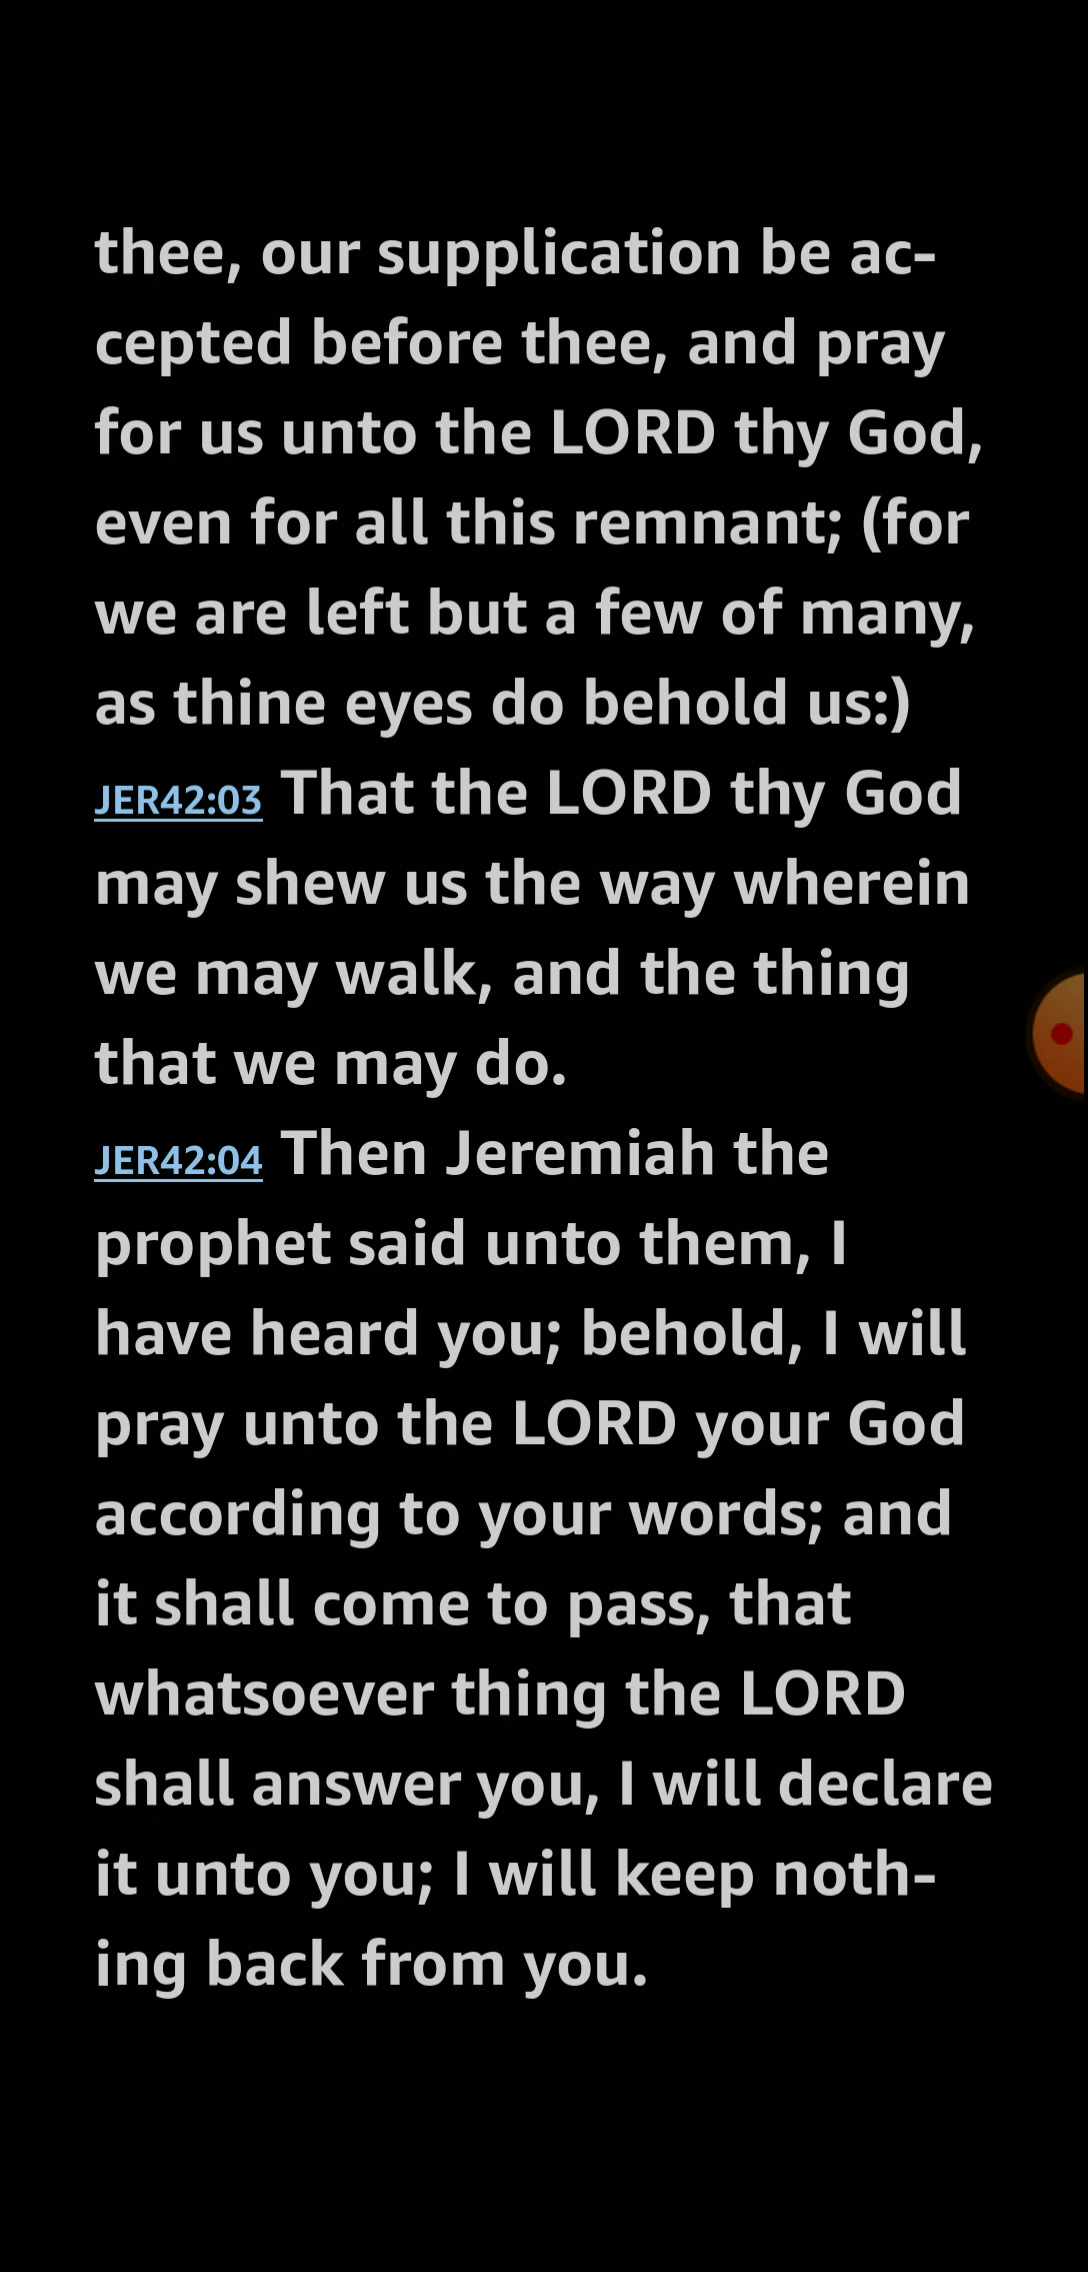 thee, our supplication be ac-
cepted before thee, and pray
for us unto the LORD thy God,
even for all this remnant; (for
we are left but a few of many,
as thine eyes do behold us:)
JER42:03 That the LORD thy God
may shew us the way wherein
we may walk, and the thing
that we may do.
JER42:04 Then Jeremiah the
prophet said unto them, I
have heard you; behold, I will
pray unto the LORD your God
according to your words; and
it shall come to pass, that
whatsoever thing the LORD
shall answer you, I will declare
it unto you; I will keep noth-
ing back from you.